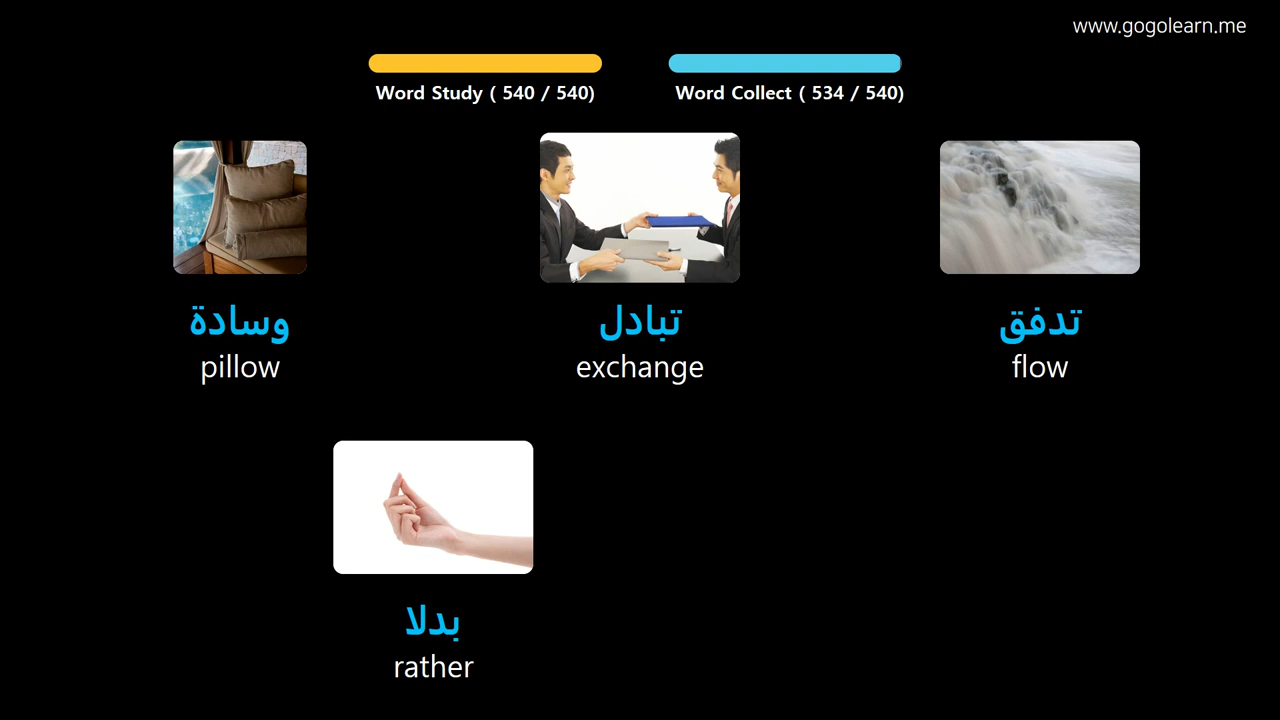 www.gogolearn.me
Word Study ( 540 / 540)
Word Collect ( 534 / 540)
وسادة
pillow
تبادل
exchange
تدفق
flow
بدلا
rather